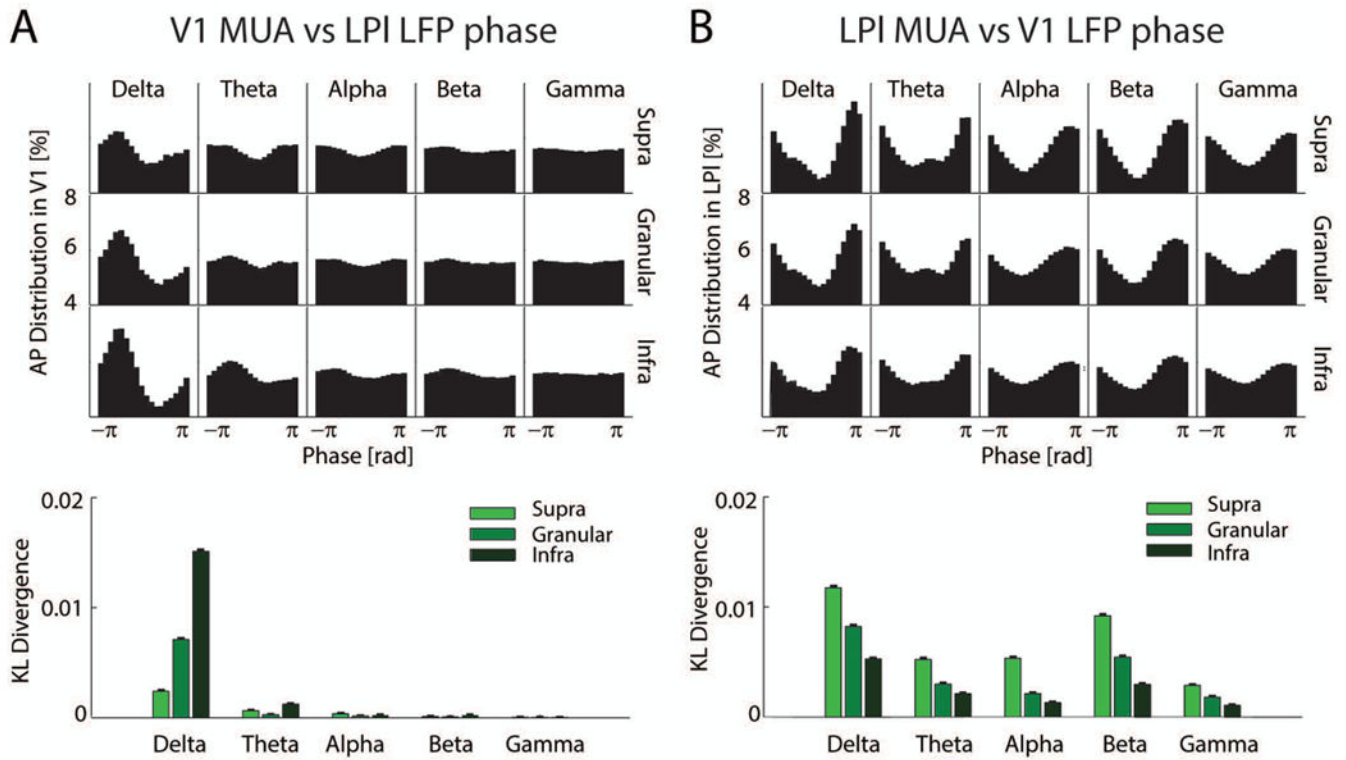 A V1 MUA vs LPl LFP phase
Delta Theta Alpha Beta Gamma
AP Distribution in V1 [%]
Supra
8
6
4
Granular
Infra
−π π −π π −π π −π π −π π
Phase [rad]
KL Divergence
0.02
0.01
0
Supra
Granular
Infra
Delta Theta Alpha Beta Gamma
B LPl MUA vs V1 LFP phase
Delta Theta Alpha Beta Gamma
AP Distribution in LPl [%]
Supra
8
6
4
Granular
Infra
−π π −π π −π π −π π −π π
Phase [rad]
KL Divergence
0.02
0.01
0
Supra
Granular
Infra
Delta Theta Alpha Beta Gamma